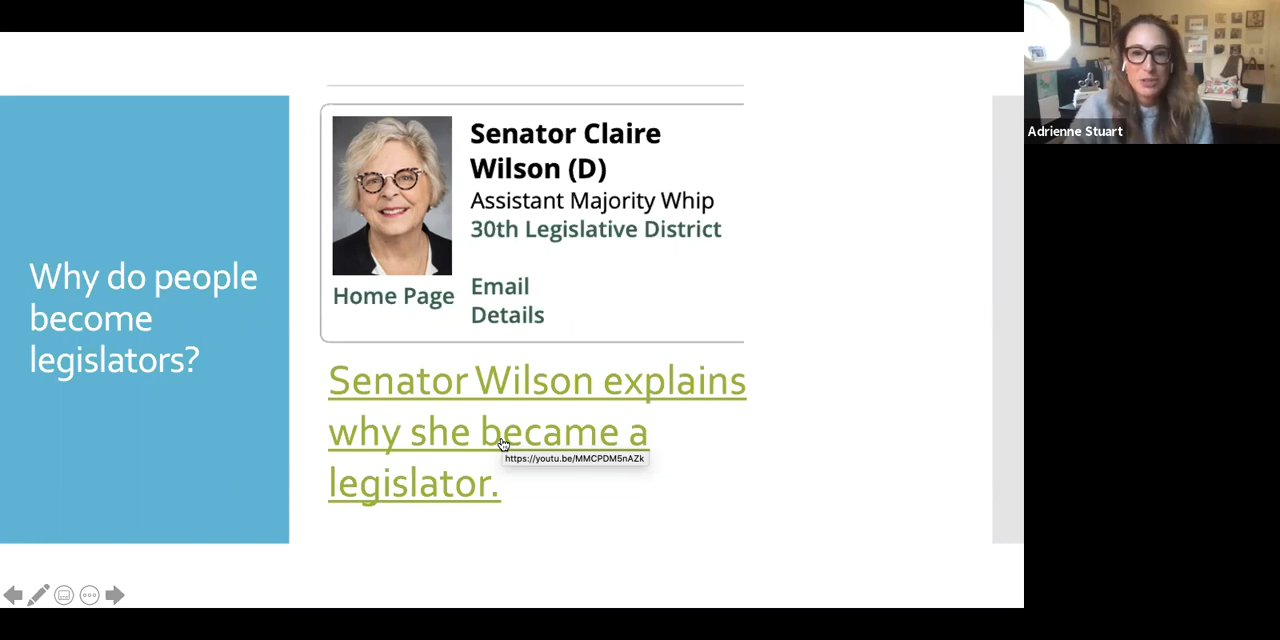 Why do people
become
legislators?
Senator Claire
Wilson (D)
Assistant Majority Whip
30th Legislative District
Home Page
Email
Details
Senator Wilson explains
why she became a
legislator.
https://youtu.be/MMCPDM5nAZk
Adrienne Stuart